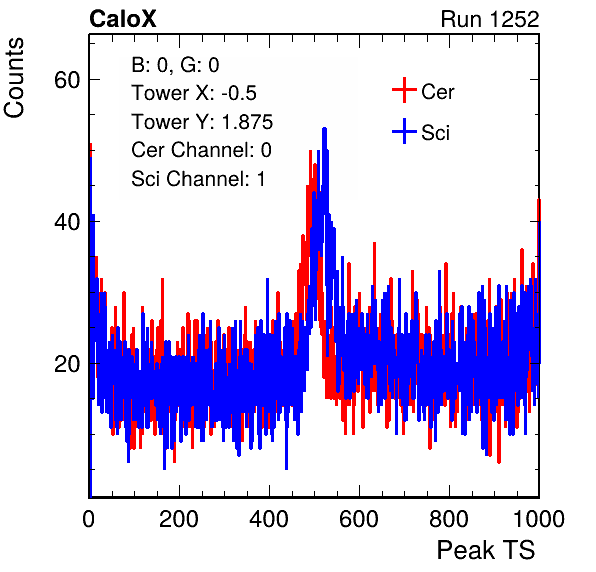 CaloX Run 1252
Counts
B: 0, G: 0
Tower X: -0.5
Tower Y: 1.875
Cer Channel: 0
Sci Channel: 1
Cer
Sci
60
40
20
0 200 400 600 800 1000
Peak TS